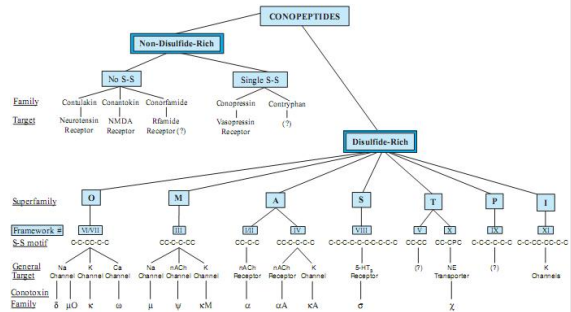 CONOPEPTIDES
Non-Disulfide-Rich
No S-S Single S-S
Family Contulakin Conantokin Conorfamide Conopressin Contryphan
Target Neurotensin Receptor NMDA Receptor Rfamide Receptor (?) Vasopressin Receptor (?)
Disulfide-Rich
Superfamily O M A S T P I
Framework # VI/VII III I/II IV VIII V X IX XI
S-S motif C-C-CC-C-C CC-C-C-CC CC-C-C CC-C-C-C-C C-C-C-C-C-C-C-C-C-C CC-CC CC-CPC C-C-C-C-C-C C-C-CC-CC-C-C
General Target Na Channel K Channel Ca Channel Na Channel nACh Channel K Channel nACh Receptor nACh Receptor K Channel 5-HT3 Receptor (?) NE Transporter (?) K Channels
Conotoxin Family δ μO κ ω μ ψ κM α αA κA σ χ